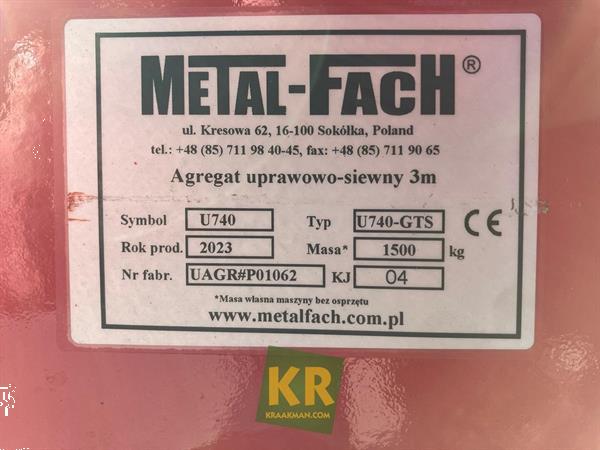 METAL-FACH®
ul. Kresowa 62, 16-100 Sokółka, Poland
tel.: +48 (85) 711 98 40-45, fax: +48 (85) 711 90 65
Agregat uprawowo-siewny 3m
Symbol U740 Typ U740-GTS CE
Rok prod. 2023 Masa* 1500 kg
Nr fabr. UAGR#P01062 KJ 04
*Masa własna maszyny bez osprzętu
www.metalfach.com.pl
KR
KRAAKMAN.COM